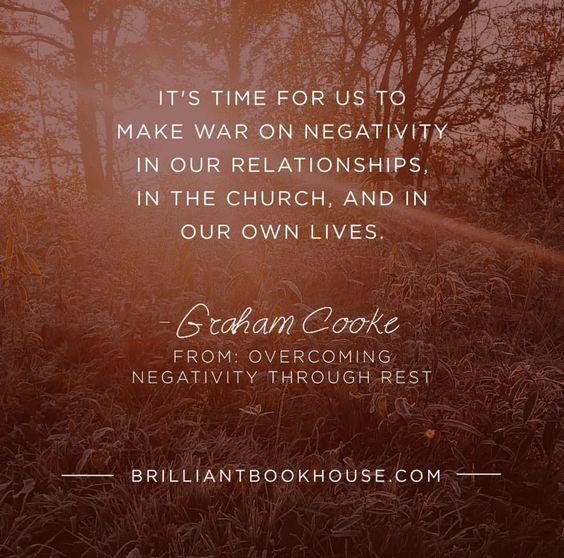 IT'S TIME FOR US TO
MAKE WAR ON NEGATIVITY
IN OUR RELATIONSHIPS,
IN THE CHURCH, AND IN
OUR OWN LIVES.
- Graham Cooke
FROM: OVERCOMING
NEGATIVITY THROUGH REST
BRILLIANTBOOKHOUSE.COM